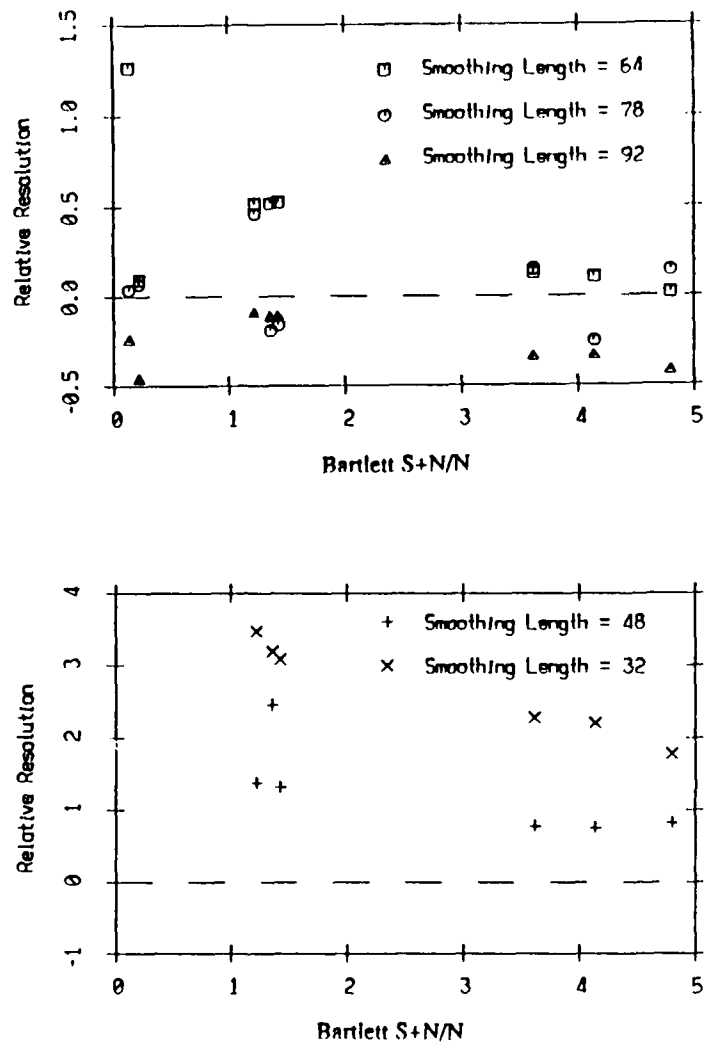 1.5
1.0
0.5
0.0
-0.5
Relative Resolution
Smoothing Length = 64
Smoothing Length = 78
Smoothing Length = 92
0 1 2 3 4 5
Bartlett S+N/N
4
3
2
1
0
-1
Relative Resolution
Smoothing Length = 48
Smoothing Length = 32
0 1 2 3 4 5
Bartlett S+N/N